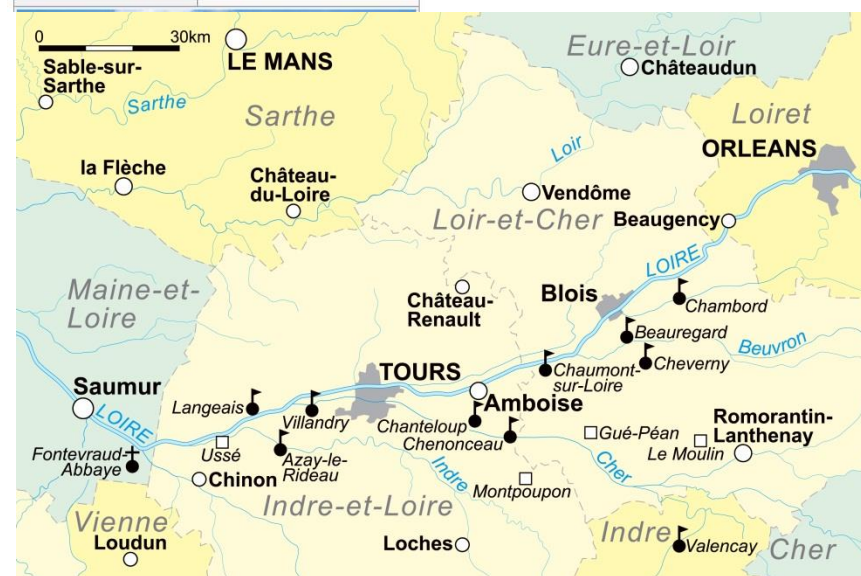 0 30km
Sable-sur-
Sarthe
LE MANS
Sarthe
Sarthe
Eure-et-Loir
Châteaudun
Loiret
ORLEANS
la Flèche
Château-
du-Loire
Loir
Vendôme
Loir-et-Cher
Beaugency
LOIRE
Maine-et-
Loire
Château-
Renault
Blois
Chambord
Beauregard
Beuvron
Cheverny
Chaumont-
sur-Loire
TOURS
Amboise
Saumur
LOIRE
Langeais
Villandry
Chanteloup
Chenonceau
Gué-Péan
Le Moulin
Romorantin-
Lanthenay
Fontevraud-
Abbaye
Ussé
Azay-le-
Rideau
Chinon
Indre
Montpoupon
Cher
Indre-et-Loire
Vienne
Loudun
Loches
Indre
Valencay
Cher